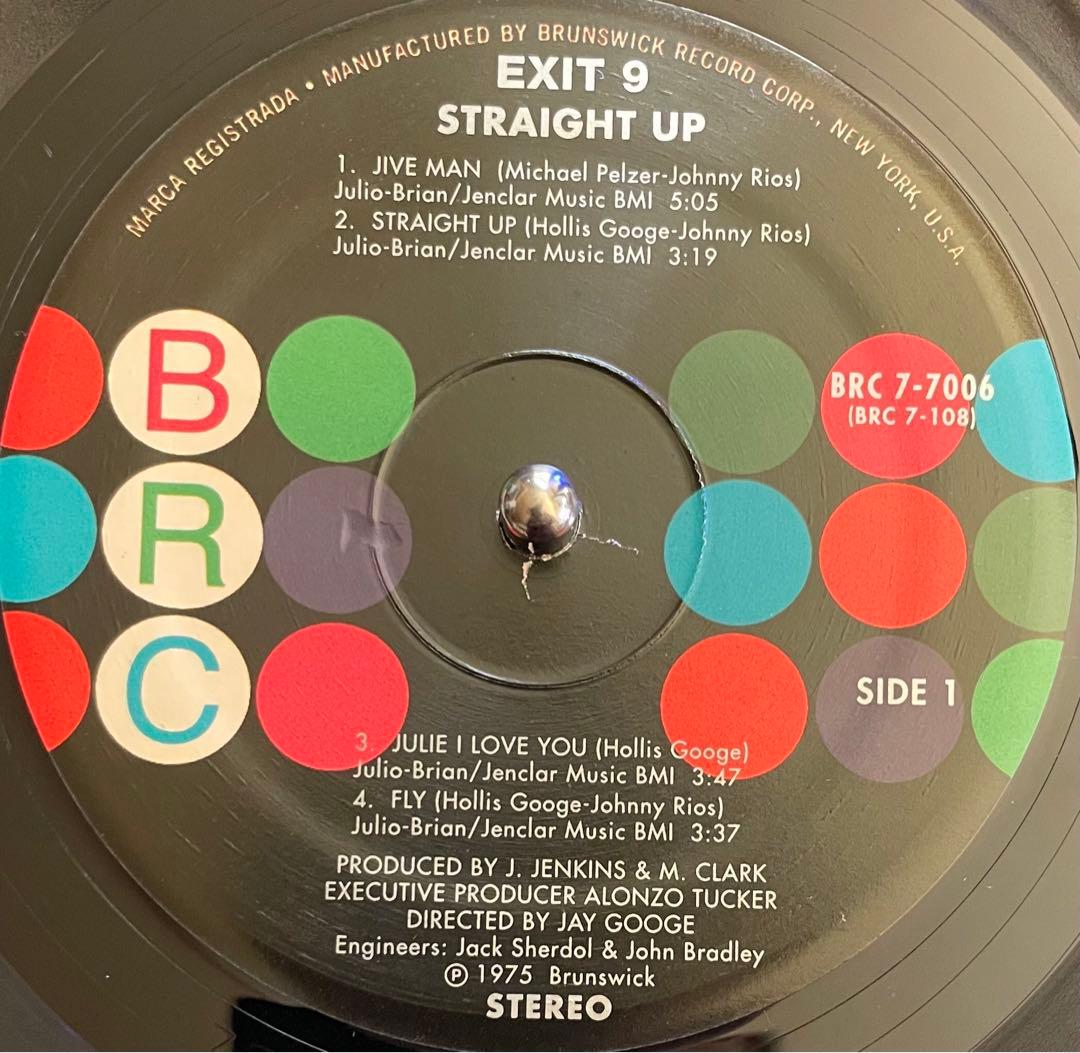 MARCA REGISTRADA • MANUFACTURED BY BRUNSWICK RECORD CORP., NEW YORK, U.S.A.
EXIT 9
STRAIGHT UP
1. JIVE MAN (Michael Pelzer-Johnny Rios)
Julio-Brian/Jenclar Music BMI 5:05
2. STRAIGHT UP (Hollis Googe-Johnny Rios)
Julio-Brian/Jenclar Music BMI 3:19
B
R
C
BRC 7-7006
(BRC 7-108)
SIDE 1
3. JULIE I LOVE YOU (Hollis Googe)
Julio-Brian/Jenclar Music BMI 3:47
4. FLY (Hollis Googe-Johnny Rios)
Julio-Brian/Jenclar Music BMI 3:37
PRODUCED BY J. JENKINS & M. CLARK
EXECUTIVE PRODUCER ALONZO TUCKER
DIRECTED BY JAY GOOGE
Engineers: Jack Sherdol & John Bradley
℗ 1975 Brunswick
STEREO